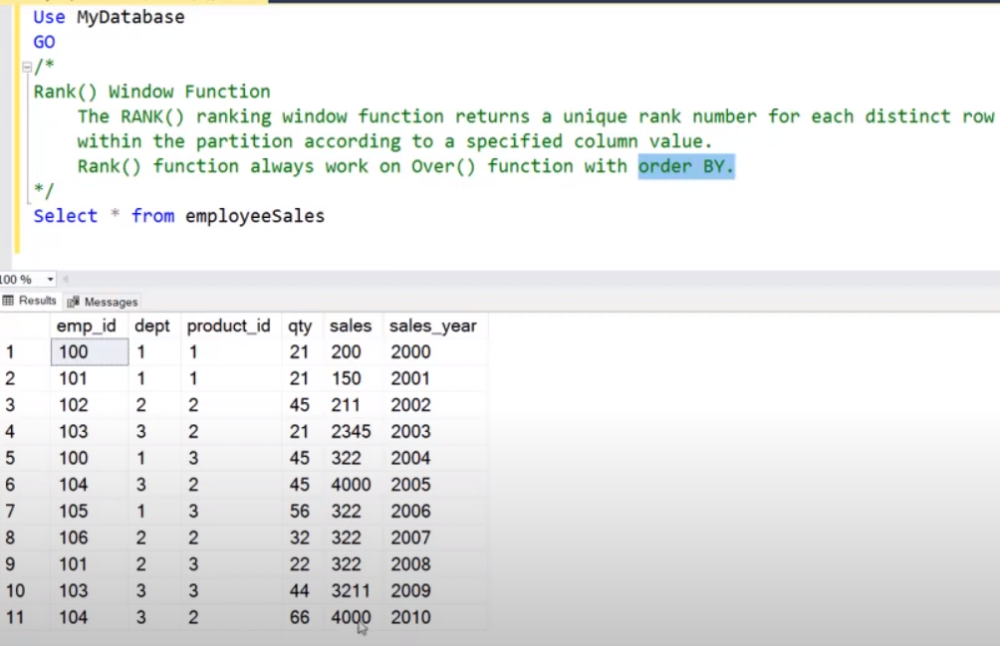 Use MyDatabase
GO
/*
Rank() Window Function
The RANK() ranking window function returns a unique rank number for each distinct row
within the partition according to a specified column value.
Rank() function always work on Over() function with order BY.
*/
Select * from employeeSales
100 %
Results Messages
emp_id dept product_id qty sales sales_year
1 100 1 1 21 200 2000
2 101 1 1 21 150 2001
3 102 2 2 45 211 2002
4 103 3 2 21 2345 2003
5 100 1 3 45 322 2004
6 104 3 2 45 4000 2005
7 105 1 3 56 322 2006
8 106 2 2 32 322 2007
9 101 2 3 22 322 2008
10 103 3 3 44 3211 2009
11 104 3 2 66 4000 2010